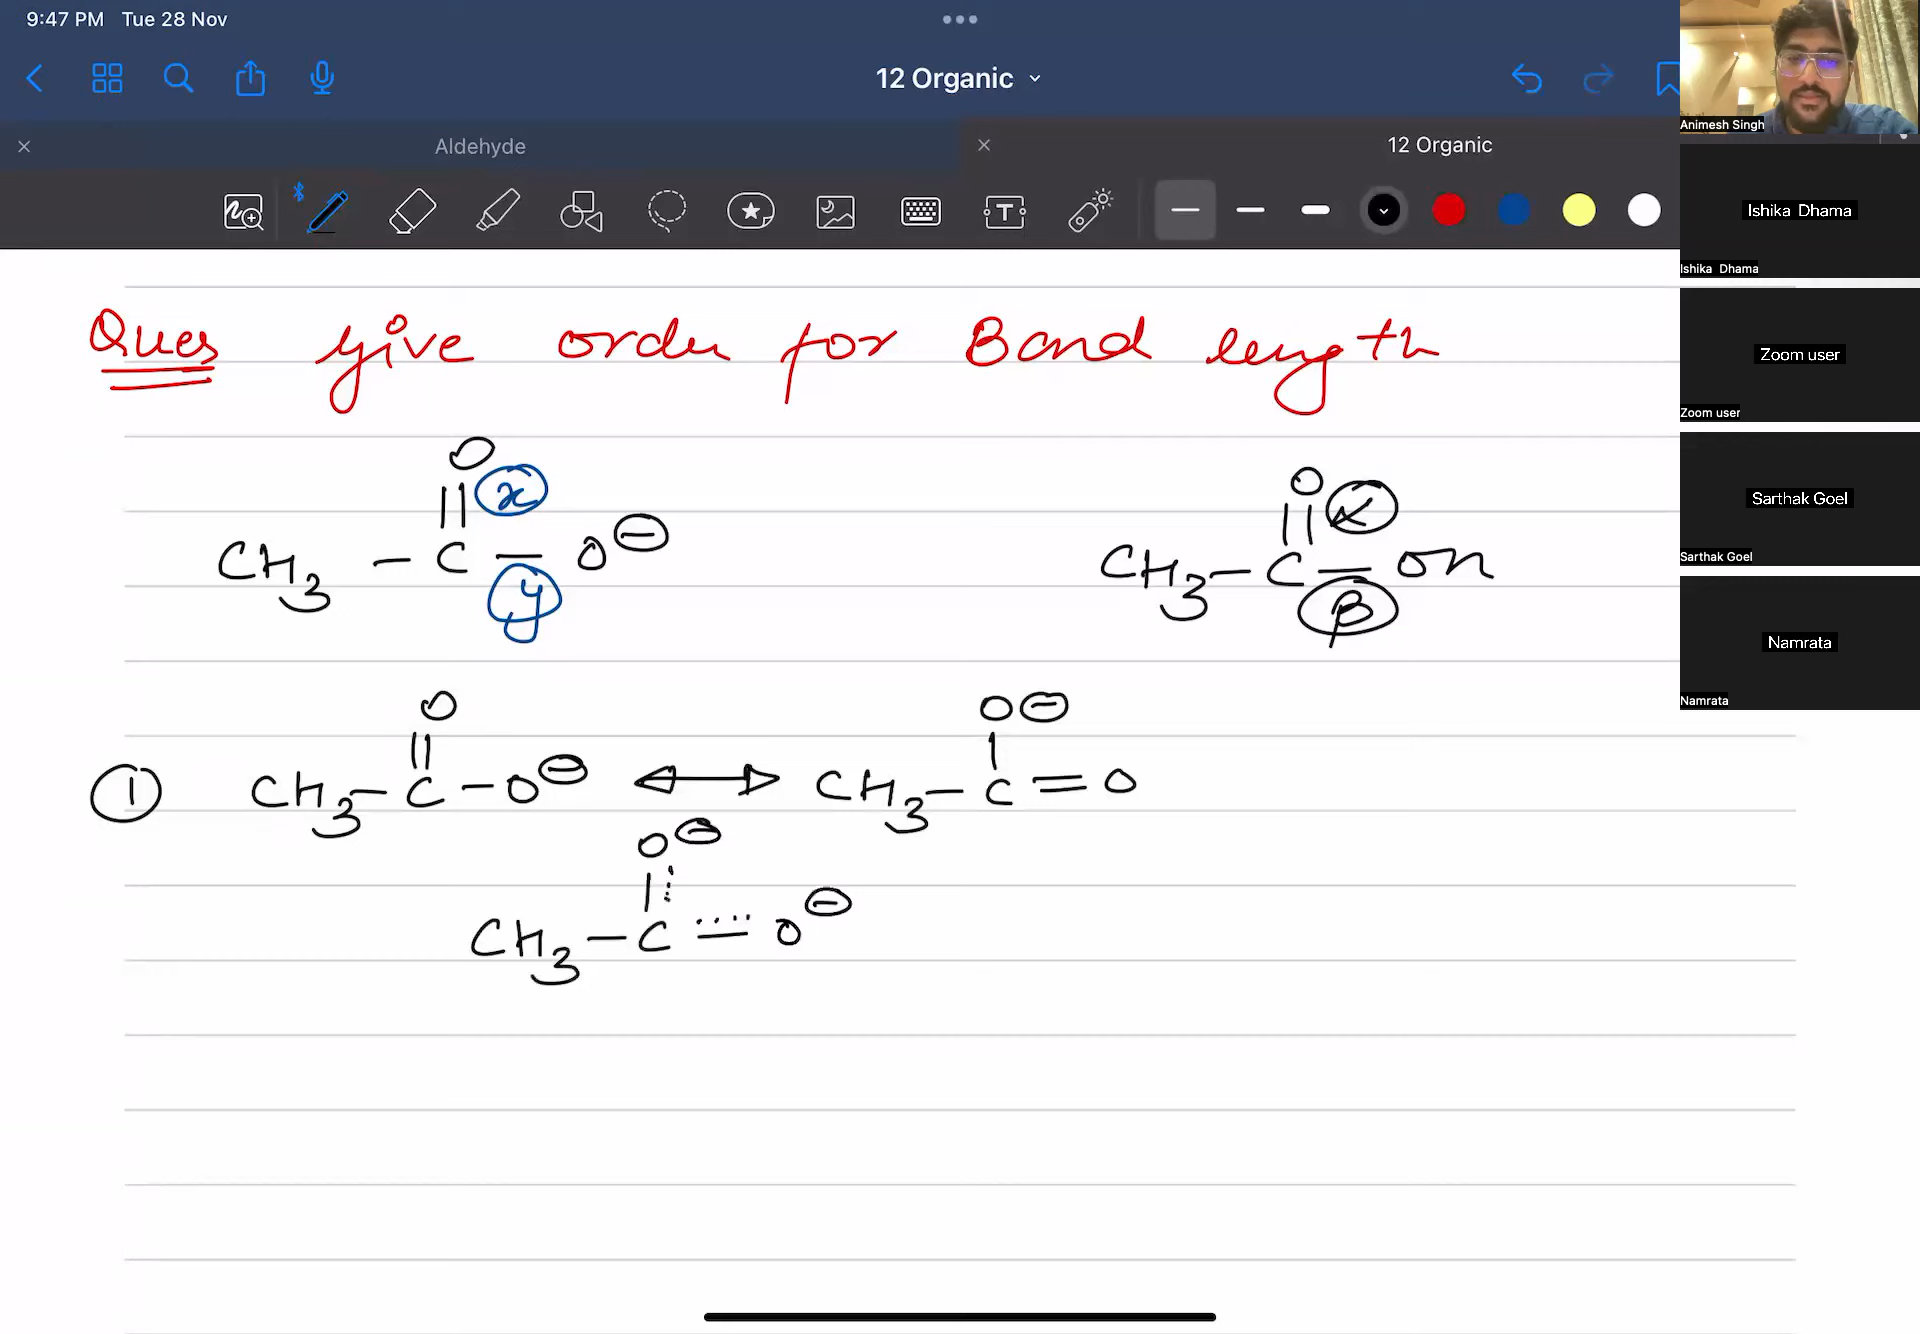 9:47 PM Tue 28 Nov
12 Organic
Aldehyde
12 Organic
T
Animesh Singh
Ishika Dhama
Ishika Dhama
Zoom user
Zoom user
Sarthak Goel
Sarthak Goel
Namrata
Namrata
Ques give order for Bond length
O x
CH3 – C – O ⊖
y
O α
CH3 – C – OH
β
O
①  CH3 – C – O ⊖ ↔ CH3 – C = O
O ⊖
O ⊖
CH3 – C = O ⊖